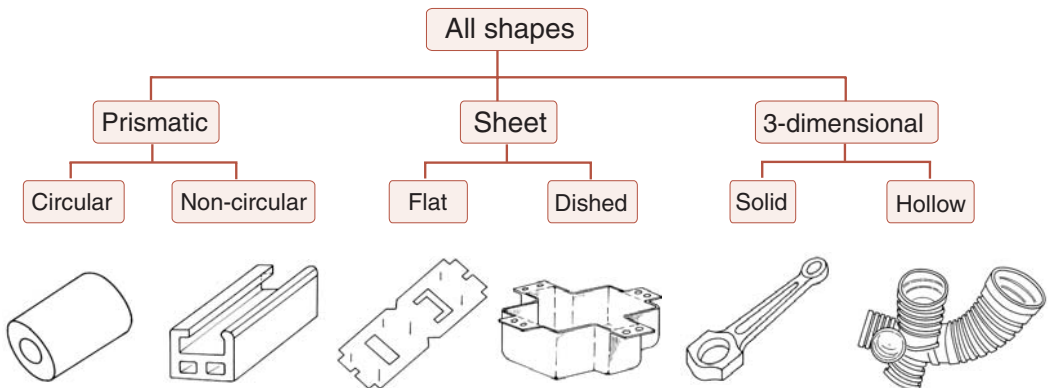 All shapes
Prismatic
Sheet
3-dimensional
Circular
Non-circular
Flat
Dished
Solid
Hollow